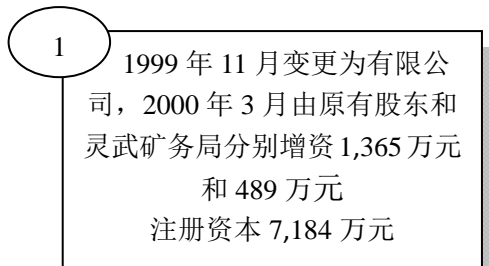 1
1999 年 11 月变更为有限公
司，2000 年 3 月由原有股东和
灵武矿务局分别增资 1,365 万元
和 489 万元
注册资本 7,184 万元